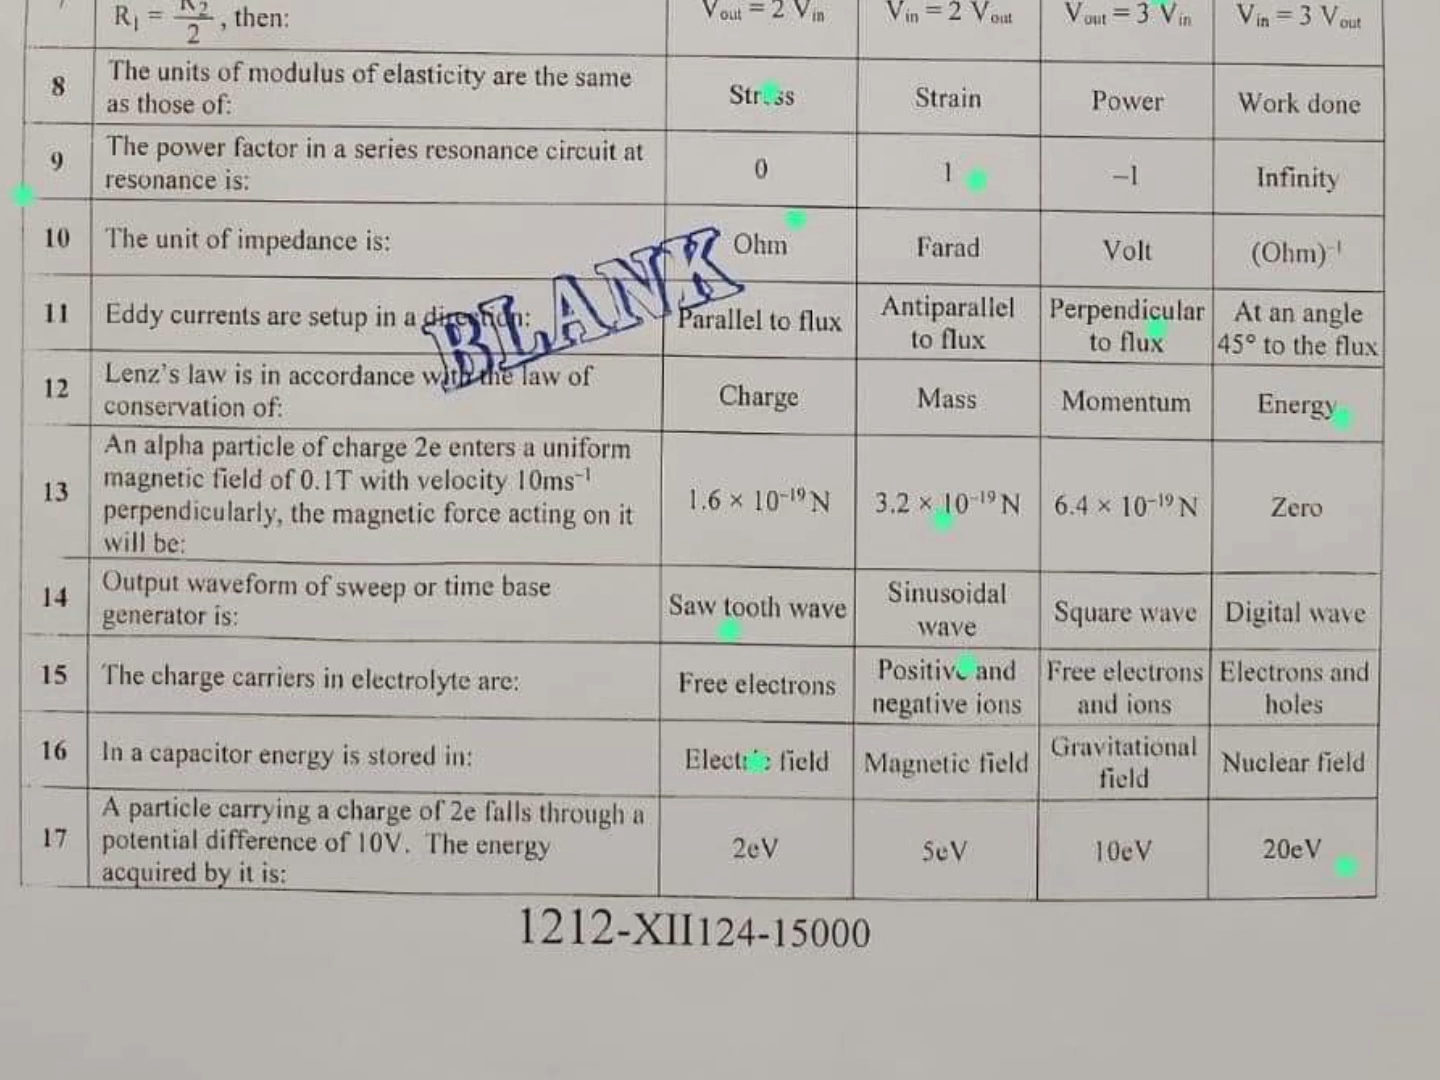 R₁ = R₂/2, then:
V out = 2 V in
V in = 2 V out
V out = 3 V in
V in = 3 V out
8
The units of modulus of elasticity are the same
as those of:
Stress
Strain
Power
Work done
9
The power factor in a series resonance circuit at
resonance is:
0
1
–1
Infinity
10
The unit of impedance is:
Ohm
Farad
Volt
(Ohm)⁻¹
BLANK
11
Eddy currents are setup in a direction:
Parallel to flux
Antiparallel
to flux
Perpendicular
to flux
At an angle
45° to the flux
12
Lenz's law is in accordance with the law of
conservation of:
Charge
Mass
Momentum
Energy
13
An alpha particle of charge 2e enters a uniform
magnetic field of 0.1T with velocity 10ms⁻¹
perpendicularly, the magnetic force acting on it
will be:
1.6 × 10⁻¹⁹ N
3.2 × 10⁻¹⁹ N
6.4 × 10⁻¹⁹ N
Zero
14
Output waveform of sweep or time base
generator is:
Saw tooth wave
Sinusoidal
wave
Square wave
Digital wave
15
The charge carriers in electrolyte are:
Free electrons
Positive and
negative ions
Free electrons
and ions
Electrons and
holes
16
In a capacitor energy is stored in:
Electric field
Magnetic field
Gravitational
field
Nuclear field
17
A particle carrying a charge of 2e falls through a
potential difference of 10V. The energy
acquired by it is:
2eV
5eV
10eV
20eV
1212-XII124-15000